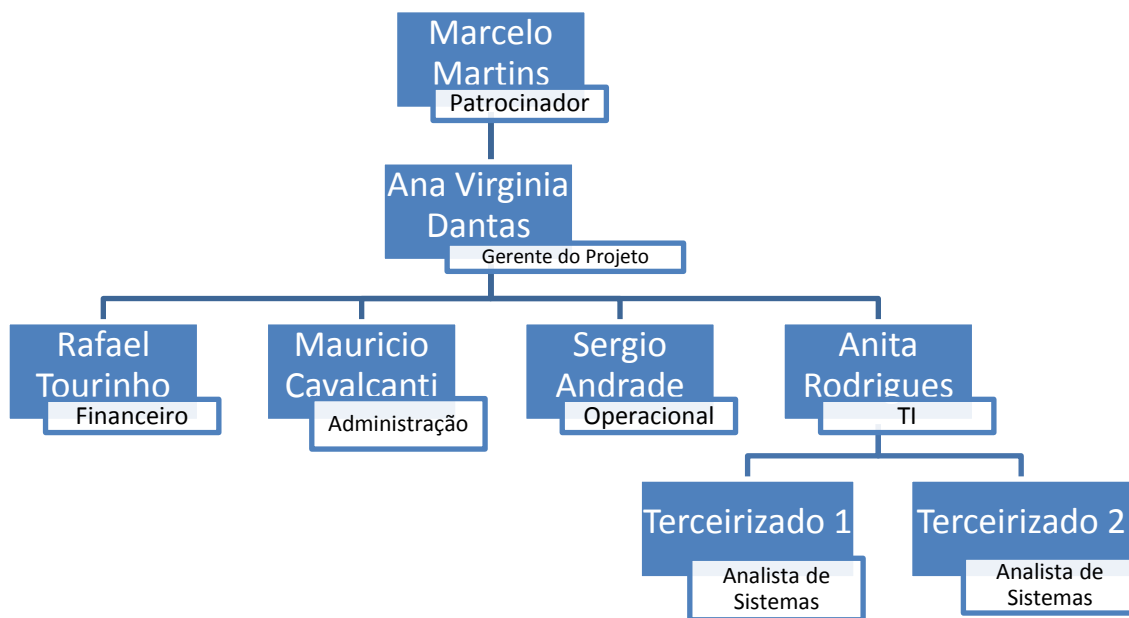 Marcelo
Martins
Patrocinador
Ana Virginia
Dantas
Gerente do Projeto
Rafael
Tourinho
Financeiro
Mauricio
Cavalcanti
Administração
Sergio
Andrade
Operacional
Anita
Rodrigues
TI
Terceirizado 1
Analista de
Sistemas
Terceirizado 2
Analista de
Sistemas